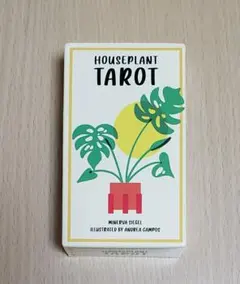 HOUSEPLANT
TAROT
MINERVA SIEGEL
ILLUSTRATED BY ANDREA CAMPOS